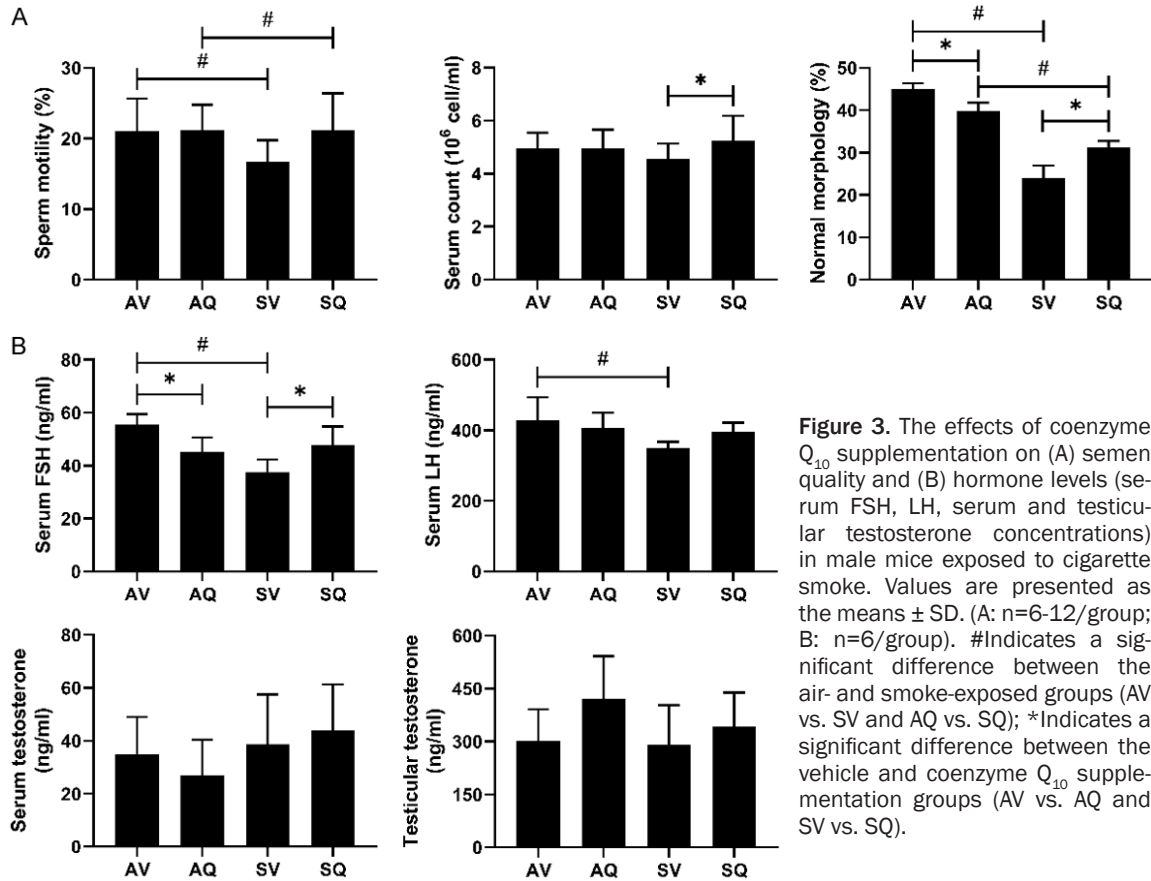 A
#
#
Sperm motility (%)
30
20
10
0
AV AQ SV SQ
*
Serum count (10⁶ cell/ml)
8
6
4
2
0
AV AQ SV SQ
#
*
#
*
Normal morphology (%)
50
40
30
20
10
0
AV AQ SV SQ
B
#
*
*
Serum FSH (ng/ml)
80
60
40
20
0
AV AQ SV SQ
#
Serum LH (ng/ml)
600
400
200
0
AV AQ SV SQ
Serum testosterone
(ng/ml)
80
60
40
20
0
AV AQ SV SQ
Testicular testosterone
(ng/ml)
600
450
300
150
0
AV AQ SV SQ
Figure 3. The effects of coenzyme
Q₁₀ supplementation on (A) semen
quality and (B) hormone levels (se-
rum FSH, LH, serum and testicu-
lar testosterone concentrations)
in male mice exposed to cigarette
smoke. Values are presented as
the means ± SD. (A: n=6-12/group;
B: n=6/group). #Indicates a sig-
nificant difference between the
air- and smoke-exposed groups (AV
vs. SV and AQ vs. SQ); *Indicates a
significant difference between the
vehicle and coenzyme Q₁₀ supple-
mentation groups (AV vs. AQ and
SV vs. SQ).